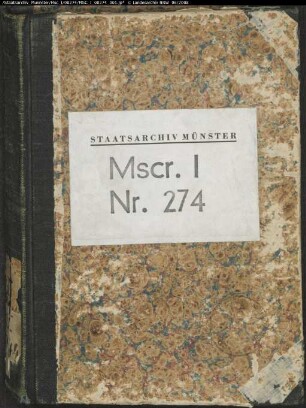 STAATSARCHIV MÜNSTER
Mscr. I
Nr. 274